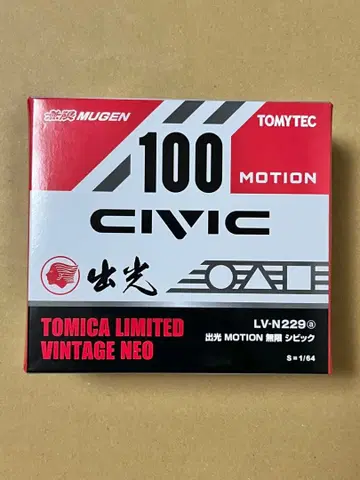 無限 MUGEN
TOMYTEC
100
MOTION
CIVIC
出光
TOMICA LIMITED
VINTAGE NEO
LV-N229ⓐ
出光 MOTION 無限 シビック
S=1/64